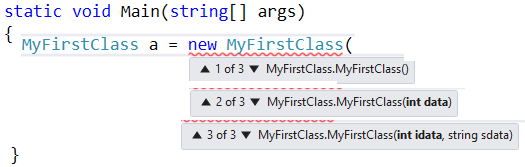 static void Main(string[] args)
{
MyFirstClass a = new MyFirstClass(
▲ 1 of 3 ▼ MyFirstClass.MyFirstClass()
▲ 2 of 3 ▼ MyFirstClass.MyFirstClass(int data)
▲ 3 of 3 ▼ MyFirstClass.MyFirstClass(int idata, string sdata)
}